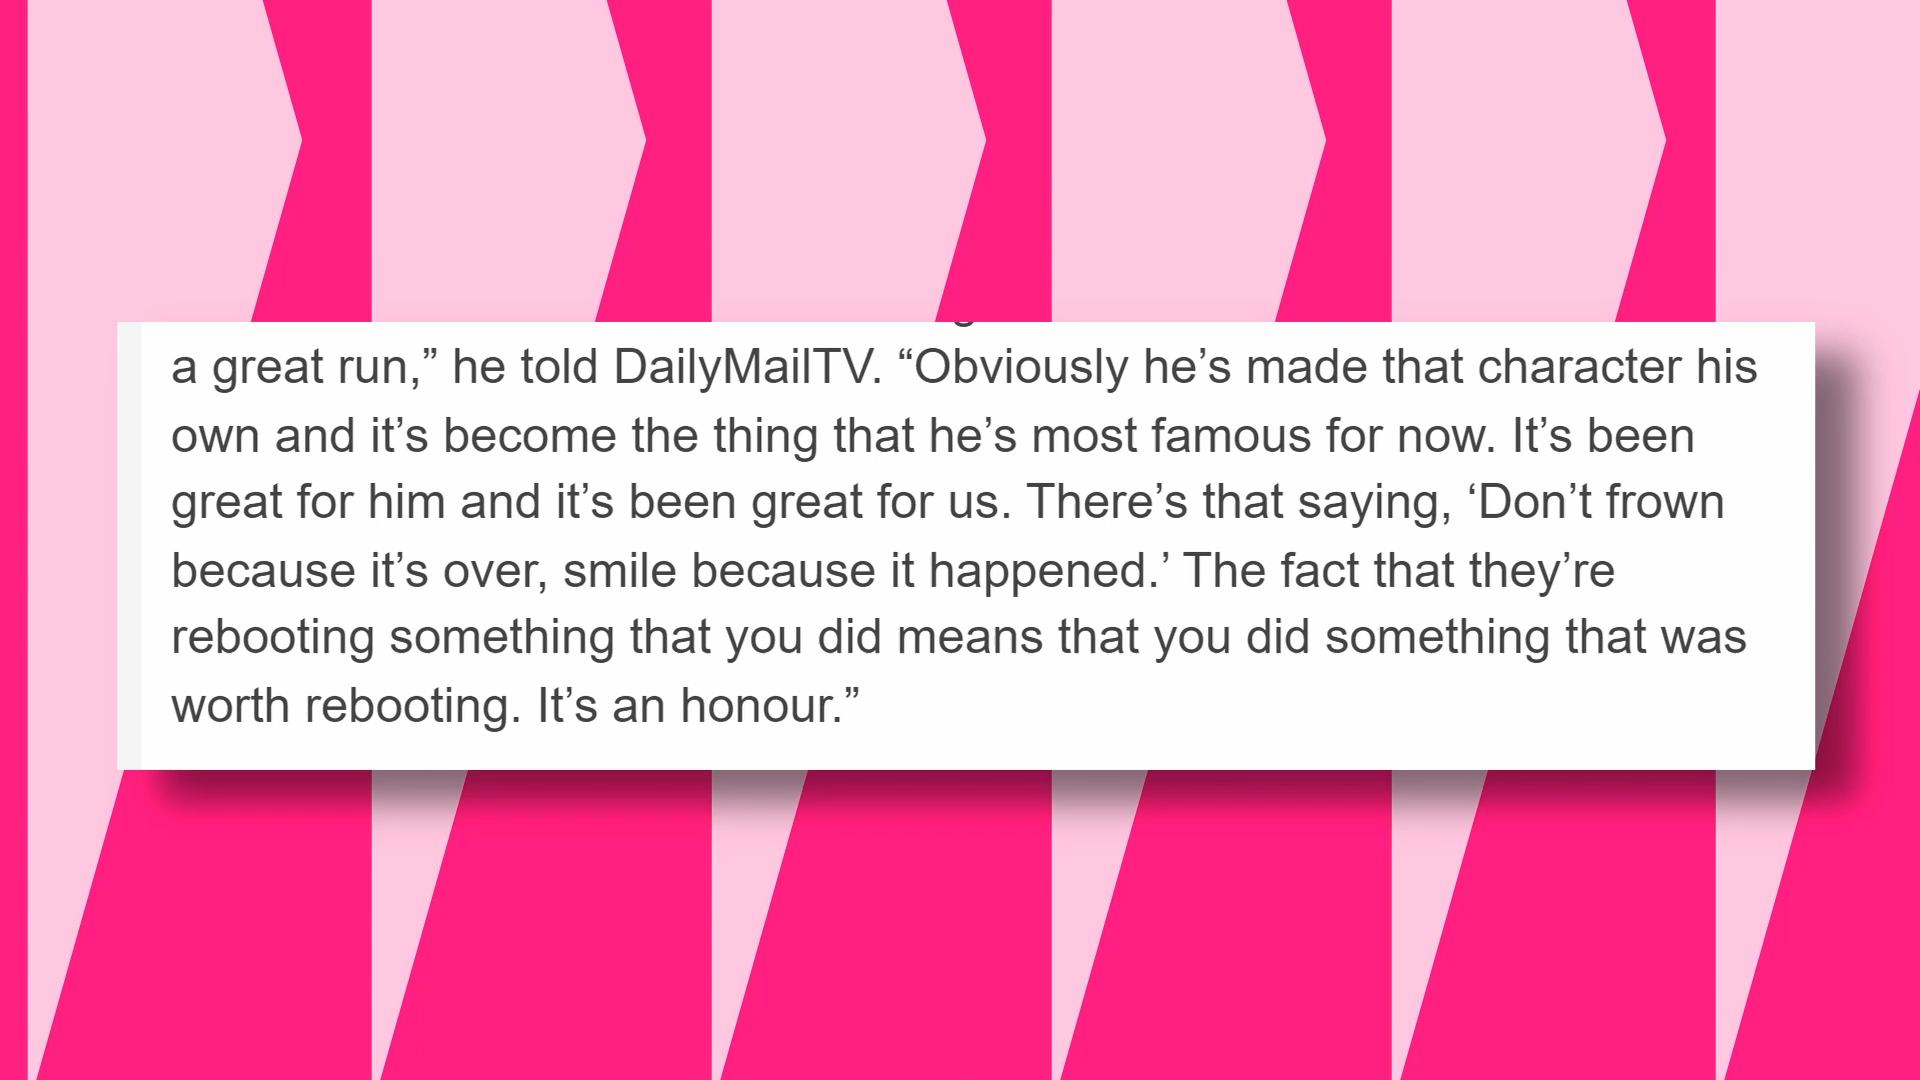 a great run,” he told DailyMailTV. “Obviously he’s made that character his
own and it’s become the thing that he’s most famous for now. It’s been
great for him and it’s been great for us. There’s that saying, ‘Don’t frown
because it’s over, smile because it happened.’ The fact that they’re
rebooting something that you did means that you did something that was
worth rebooting. It’s an honour.”